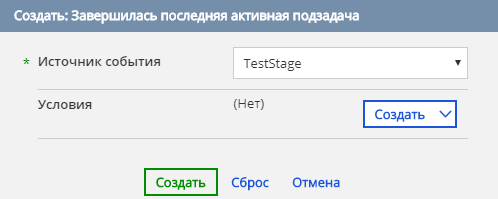 Создать: Завершилась последняя активная подзадача
* Источник события TestStage
Условия (Нет) Создать
Создать Сброс Отмена